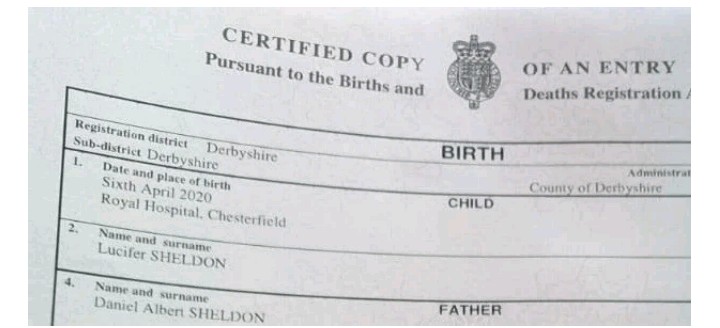 CERTIFIED COPY OF AN ENTRY
Pursuant to the Births and Deaths Registration
Registration district Derbyshire
Sub-district Derbyshire
BIRTH
Administrat
County of Derbyshire
1. Date and place of birth
CHILD
Sixth April 2020
Royal Hospital, Chesterfield
2. Name and surname
Lucifer SHELDON
4. Name and surname
FATHER
Daniel Albert SHELDON